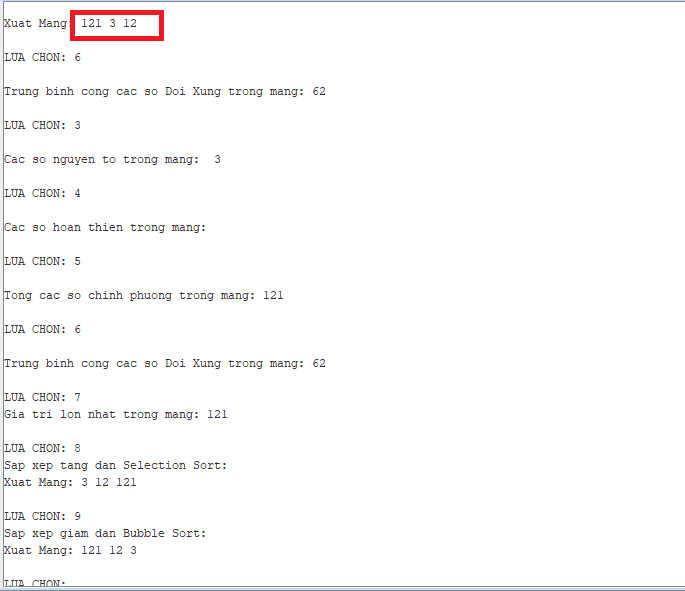 Xuat Mang: 121 3 12
LUA CHON: 6
Trung binh cong cac so Doi Xung trong mang: 62
LUA CHON: 3
Cac so nguyen to trong mang:  3
LUA CHON: 4
Cac so hoan thien trong mang:
LUA CHON: 5
Tong cac so chinh phuong trong mang: 121
LUA CHON: 6
Trung binh cong cac so Doi Xung trong mang: 62
LUA CHON: 7
Gia tri lon nhat trong mang: 121
LUA CHON: 8
Sap xep tang dan Selection Sort:
Xuat Mang: 3 12 121
LUA CHON: 9
Sap xep giam dan Bubble Sort:
Xuat Mang: 121 12 3
LUA CHON: